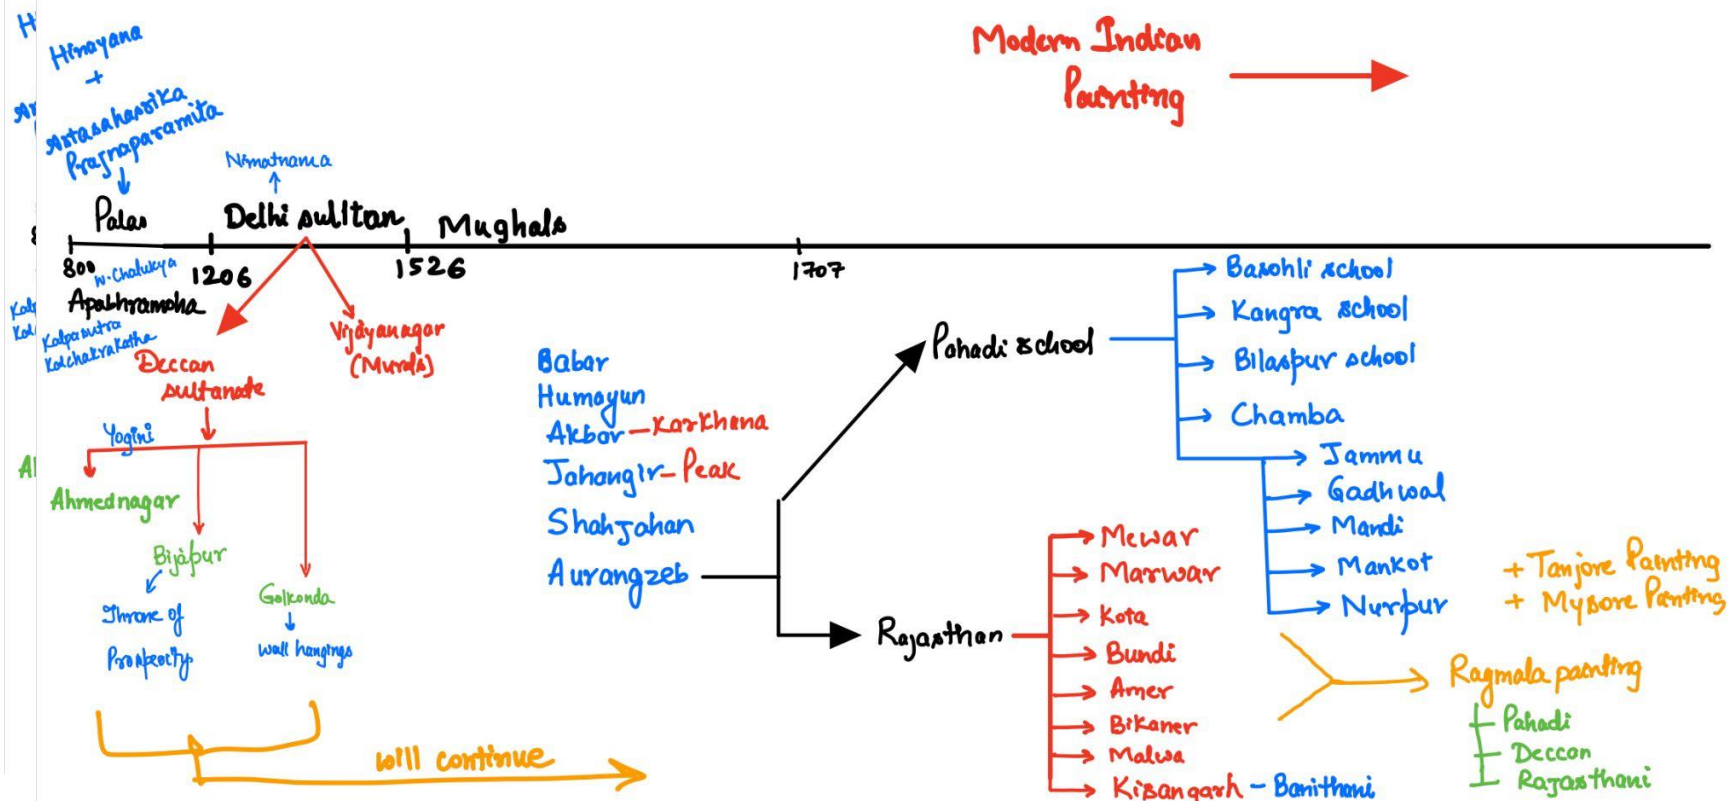 Hinayana
+
Astasahasrika
Prajnaparamita
Palas
Nimatnama
Delhi sulltan
Mughals
800
1206
1526
1707
W. Chalukya
Apabhramsha
Kalpasutra
Kalchakrakatha
Deccan
sultanate
Vijayanagar
(Murals)
Yogini
Ahmednagar
Bijapur
Throne of
Prosperity
Golkonda
wall hangings
will continue
Babar
Humayun
Akbar - Karkhana
Jahangir - Peak
Shahjahan
Aurangzeb
Modern Indian
Painting
Pahadi school
Basohli school
Kangra school
Bilaspur school
Chamba
Jammu
Gadhwal
Mandi
Mankot
Nurpur
Rajasthan
Mewar
Marwar
Kota
Bundi
Amer
Bikaner
Malwa
Kisangarh - Banithani
+ Tanjore Painting
+ Mysore Panting
Ragmala painting
Pahadi
Deccan
Rajasthani